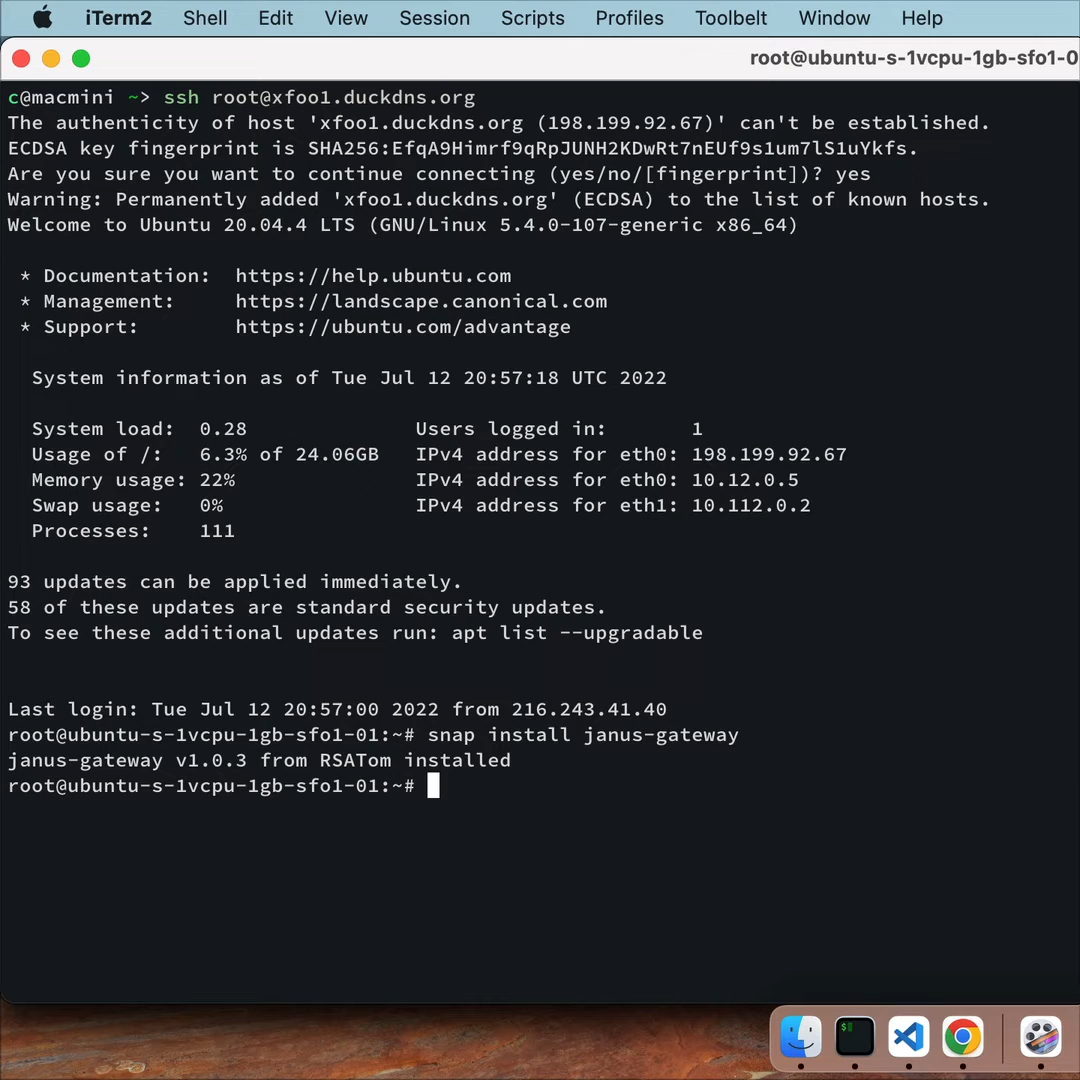 iTerm2 Shell Edit View Session Scripts Profiles Toolbelt Window Help
root@ubuntu-s-1vcpu-1gb-sfo1-0
c@macmini ~> ssh root@xfoo1.duckdns.org
The authenticity of host 'xfoo1.duckdns.org (198.199.92.67)' can't be established.
ECDSA key fingerprint is SHA256:EfqA9Himrf9qRpJUNH2KDwRt7nEUf9s1um7lS1uYkfs.
Are you sure you want to continue connecting (yes/no/[fingerprint])? yes
Warning: Permanently added 'xfoo1.duckdns.org' (ECDSA) to the list of known hosts.
Welcome to Ubuntu 20.04.4 LTS (GNU/Linux 5.4.0-107-generic x86_64)
* Documentation: https://help.ubuntu.com
* Management: https://landscape.canonical.com
* Support: https://ubuntu.com/advantage
System information as of Tue Jul 12 20:57:18 UTC 2022
System load: 0.28 Users logged in: 1
Usage of /: 6.3% of 24.06GB IPv4 address for eth0: 198.199.92.67
Memory usage: 22% IPv4 address for eth0: 10.12.0.5
Swap usage: 0% IPv4 address for eth1: 10.112.0.2
Processes: 111
93 updates can be applied immediately.
58 of these updates are standard security updates.
To see these additional updates run: apt list --upgradable
Last login: Tue Jul 12 20:57:00 2022 from 216.243.41.40
root@ubuntu-s-1vcpu-1gb-sfo1-01:~# snap install janus-gateway
janus-gateway v1.0.3 from RSATom installed
root@ubuntu-s-1vcpu-1gb-sfo1-01:~#